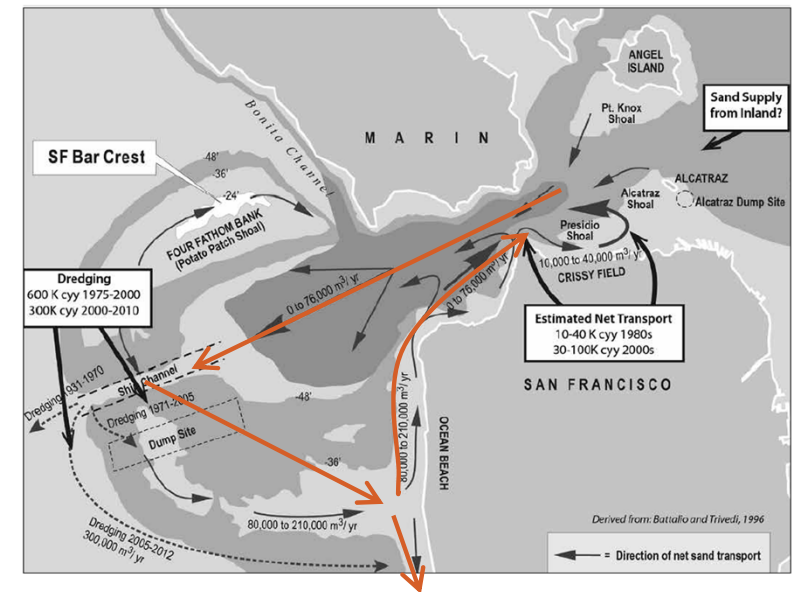 ANGEL
ISLAND
Pt. Knox
Shoal
Sand Supply
from Inland?
Bonita Channel
M A R I N
SF Bar Crest
-48'
-36'
-24'
FOUR FATHOM BANK
(Potato Patch Shoal)
ALCATRAZ
Alcatraz
Shoal
Alcatraz Dump Site
Presidio
Shoal
10,000 to 40,000 m³/ yr
CRISSY FIELD
Dredging
600 K cyy 1975-2000
300K cyy 2000-2010
0 to 76,000 m³/ yr
0 to 76,000 m³/ yr
Estimated Net Transport
10-40 K cyy 1980s
30-100K cyy 2000s
SAN FRANCISCO
Dredging 1931-1970
Ship Channel
Dredging 1971-2005
Dump Site
-48'
-36'
80,000 to 210,000 m³/ yr
OCEAN BEACH
80,000 to 210,000 m³/ yr
Dredging 2005-2012
300,000 m³/ yr
Derived from: Battalio and Trivedi, 1996
= Direction of net sand transport